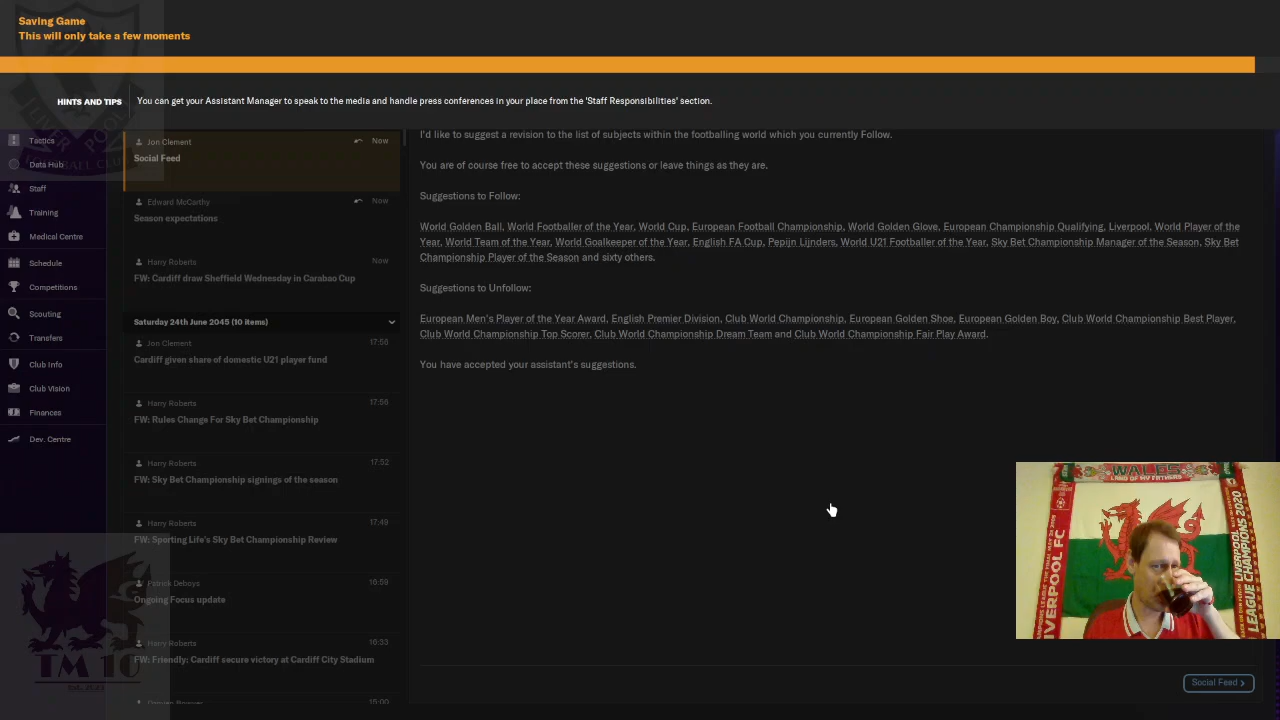 Saving Game
This will only take a few moments
HINTS AND TIPS
You can get your Assistant Manager to speak to the media and handle press conferences in your place from the 'Staff Responsibilities' section.
Tactics
Data Hub
Staff
Training
Medical Centre
Schedule
Competitions
Scouting
Transfers
Club Info
Club Vision
Finances
Dev. Centre
Jon Clement
Now
Social Feed
Edward McCarthy
Now
Season expectations
Harry Roberts
Now
FW: Cardiff draw Sheffield Wednesday in Carabao Cup
Saturday 24th June 2045 (10 items)
Jon Clement
17:56
Cardiff given share of domestic U21 player fund
Harry Roberts
17:56
FW: Rules Change For Sky Bet Championship
Harry Roberts
17:52
FW: Sky Bet Championship signings of the season
Harry Roberts
17:49
FW: Sporting Life's Sky Bet Championship Review
Patrick Deboys
16:59
Ongoing Focus update
Harry Roberts
16:33
FW: Friendly: Cardiff secure victory at Cardiff City Stadium
15:00
I'd like to suggest a revision to the list of subjects within the footballing world which you currently Follow.
You are of course free to accept these suggestions or leave things as they are.
Suggestions to Follow:
World Golden Ball, World Footballer of the Year, World Cup, European Football Championship, World Golden Glove, European Championship Qualifying, Liverpool, World Player of the
Year, World Team of the Year, World Goalkeeper of the Year, English FA Cup, Pepijn Lijnders, World U21 Footballer of the Year, Sky Bet Championship Manager of the Season, Sky Bet
Championship Player of the Season and sixty others.
Suggestions to Unfollow:
European Men's Player of the Year Award, English Premier Division, Club World Championship, European Golden Shoe, European Golden Boy, Club World Championship Best Player,
Club World Championship Top Scorer, Club World Championship Dream Team and Club World Championship Fair Play Award.
You have accepted your assistant's suggestions.
Social Feed
WALES
LAND OF MY FATHERS
LIVERPOOL FC
LIVERPOOL
LEAGUE CHAMPIONS 2020
TM 10